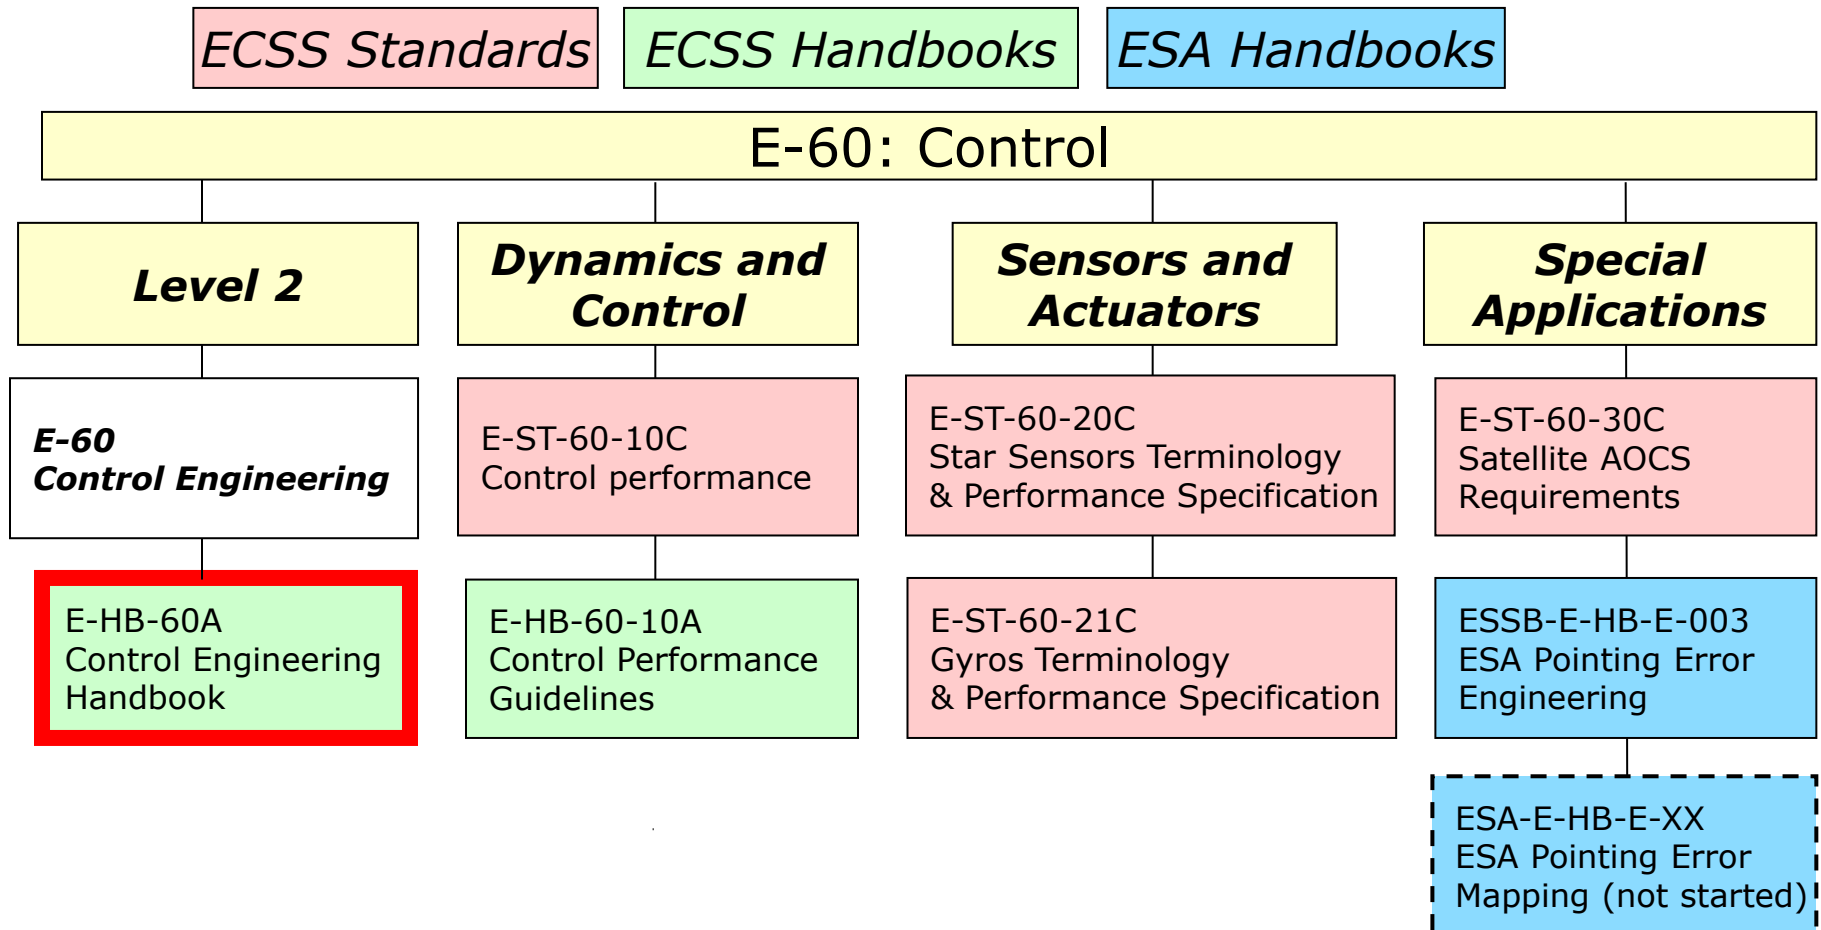 ECSS Standards
ECSS Handbooks
ESA Handbooks
E-60: Control
Level 2
Dynamics and
Control
Sensors and
Actuators
Special
Applications
E-60
Control Engineering
E-ST-60-10C
Control performance
E-ST-60-20C
Star Sensors Terminology
& Performance Specification
E-ST-60-30C
Satellite AOCS
Requirements
E-HB-60A
Control Engineering
Handbook
E-HB-60-10A
Control Performance
Guidelines
E-ST-60-21C
Gyros Terminology
& Performance Specification
ESSB-E-HB-E-003
ESA Pointing Error
Engineering
ESA-E-HB-E-XX
ESA Pointing Error
Mapping (not started)